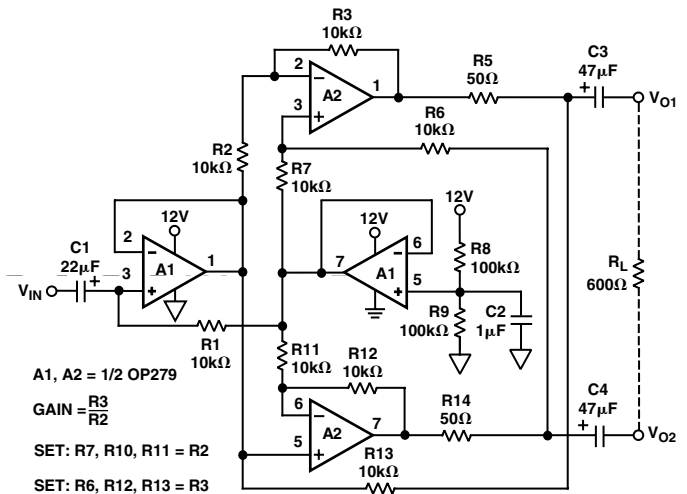 R3
10kΩ
2
−
A2
1
3
+
R5
50Ω
C3
47µF
+
VO1
R6
10kΩ
R2
10kΩ
R7
10kΩ
12V
2
−
A1
1
3
+
C1
22µF
+
VIN
12V
6
−
7
A1
5
+
12V
R8
100kΩ
R9
100kΩ
C2
1µF
RL
600Ω
R1
10kΩ
R11
10kΩ
R12
10kΩ
6
−
A2
7
5
+
R14
50Ω
C4
47µF
+
VO2
R13
10kΩ
A1, A2 = 1/2 OP279
GAIN = R3
R2
SET: R7, R10, R11 = R2
SET: R6, R12, R13 = R3